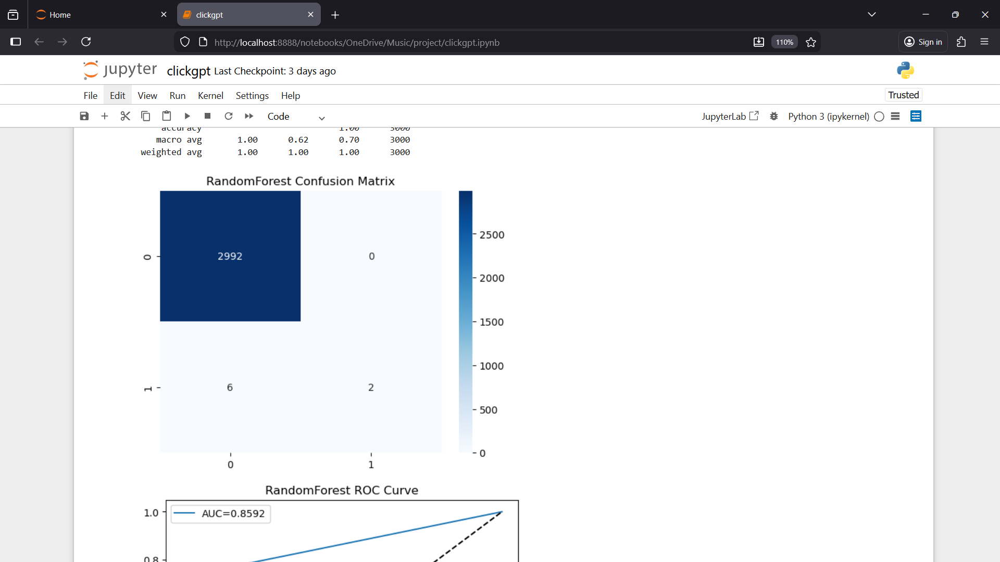 Home
clickgpt
http://localhost:8888/notebooks/OneDrive/Music/project/clickgpt.ipynb
110%
Sign in
jupyter clickgpt Last Checkpoint: 3 days ago
File Edit View Run Kernel Settings Help
Trusted
Code
JupyterLab
Python 3 (ipykernel)
accuracy 1.00 3000
macro avg 1.00 0.62 0.70 3000
weighted avg 1.00 1.00 1.00 3000
RandomForest Confusion Matrix
2500
0 2992 0
2000
1500
1000
1 6 2
500
0
0 1
RandomForest ROC Curve
1.0
AUC=0.8592
0.8